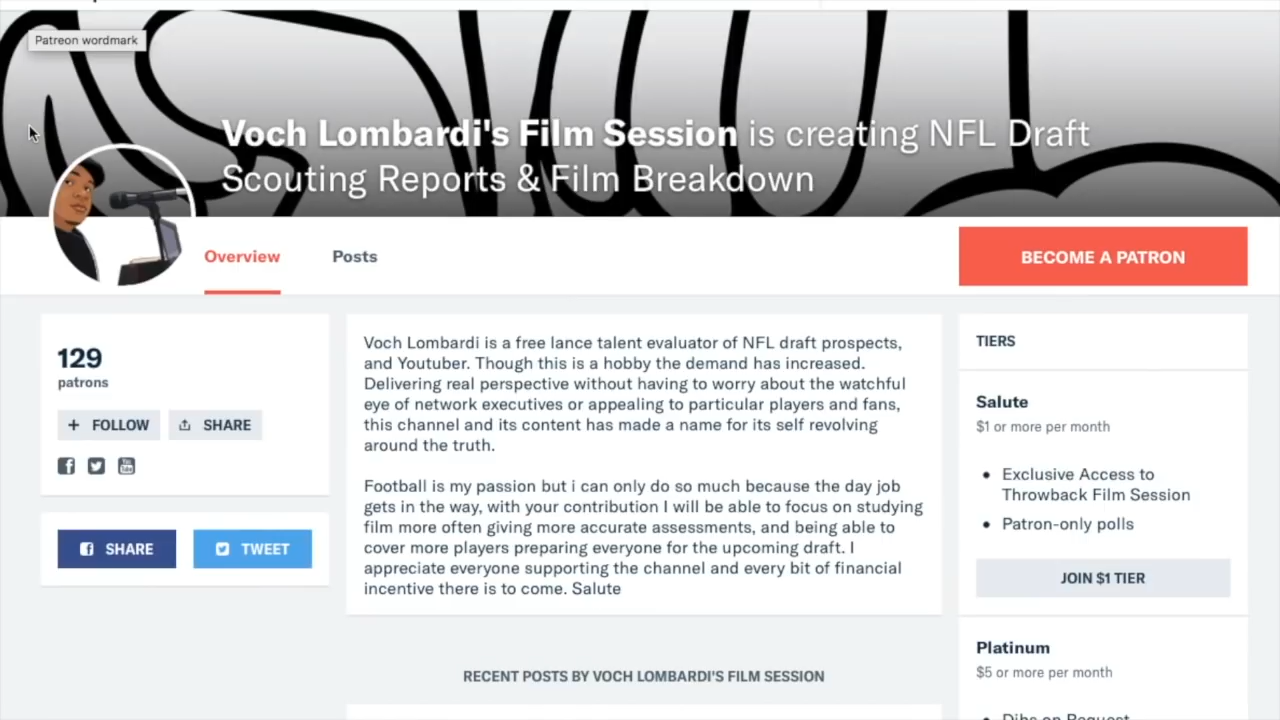 Patreon wordmark
Voch Lombardi's Film Session is creating NFL Draft
Scouting Reports & Film Breakdown
Overview
Posts
BECOME A PATRON
129
patrons
FOLLOW
SHARE
SHARE
TWEET
Voch Lombardi is a free lance talent evaluator of NFL draft prospects,
and Youtuber. Though this is a hobby the demand has increased.
Delivering real perspective without having to worry about the watchful
eye of network executives or appealing to particular players and fans,
this channel and its content has made a name for its self revolving
around the truth.
Football is my passion but i can only do so much because the day job
gets in the way, with your contribution I will be able to focus on studying
film more often giving more accurate assessments, and being able to
cover more players preparing everyone for the upcoming draft. I
appreciate everyone supporting the channel and every bit of financial
incentive there is to come. Salute
RECENT POSTS BY VOCH LOMBARDI'S FILM SESSION
TIERS
Salute
$1 or more per month
Exclusive Access to
Throwback Film Session
Patron-only polls
JOIN $1 TIER
Platinum
$5 or more per month
Dibs on Request